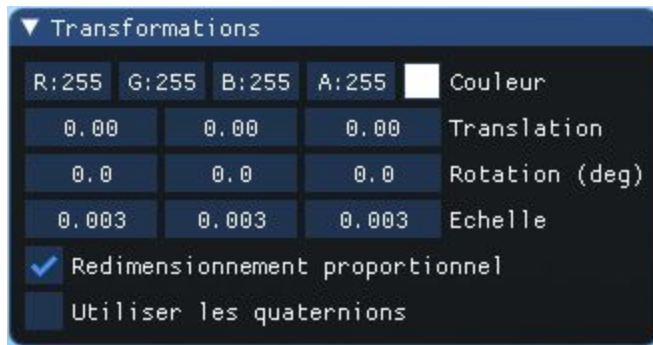 Transformations
R:255 G:255 B:255 A:255 Couleur
0.00 0.00 0.00 Translation
0.0 0.0 0.0 Rotation (deg)
0.003 0.003 0.003 Echelle
Redimensionnement proportionnel
Utiliser les quaternions